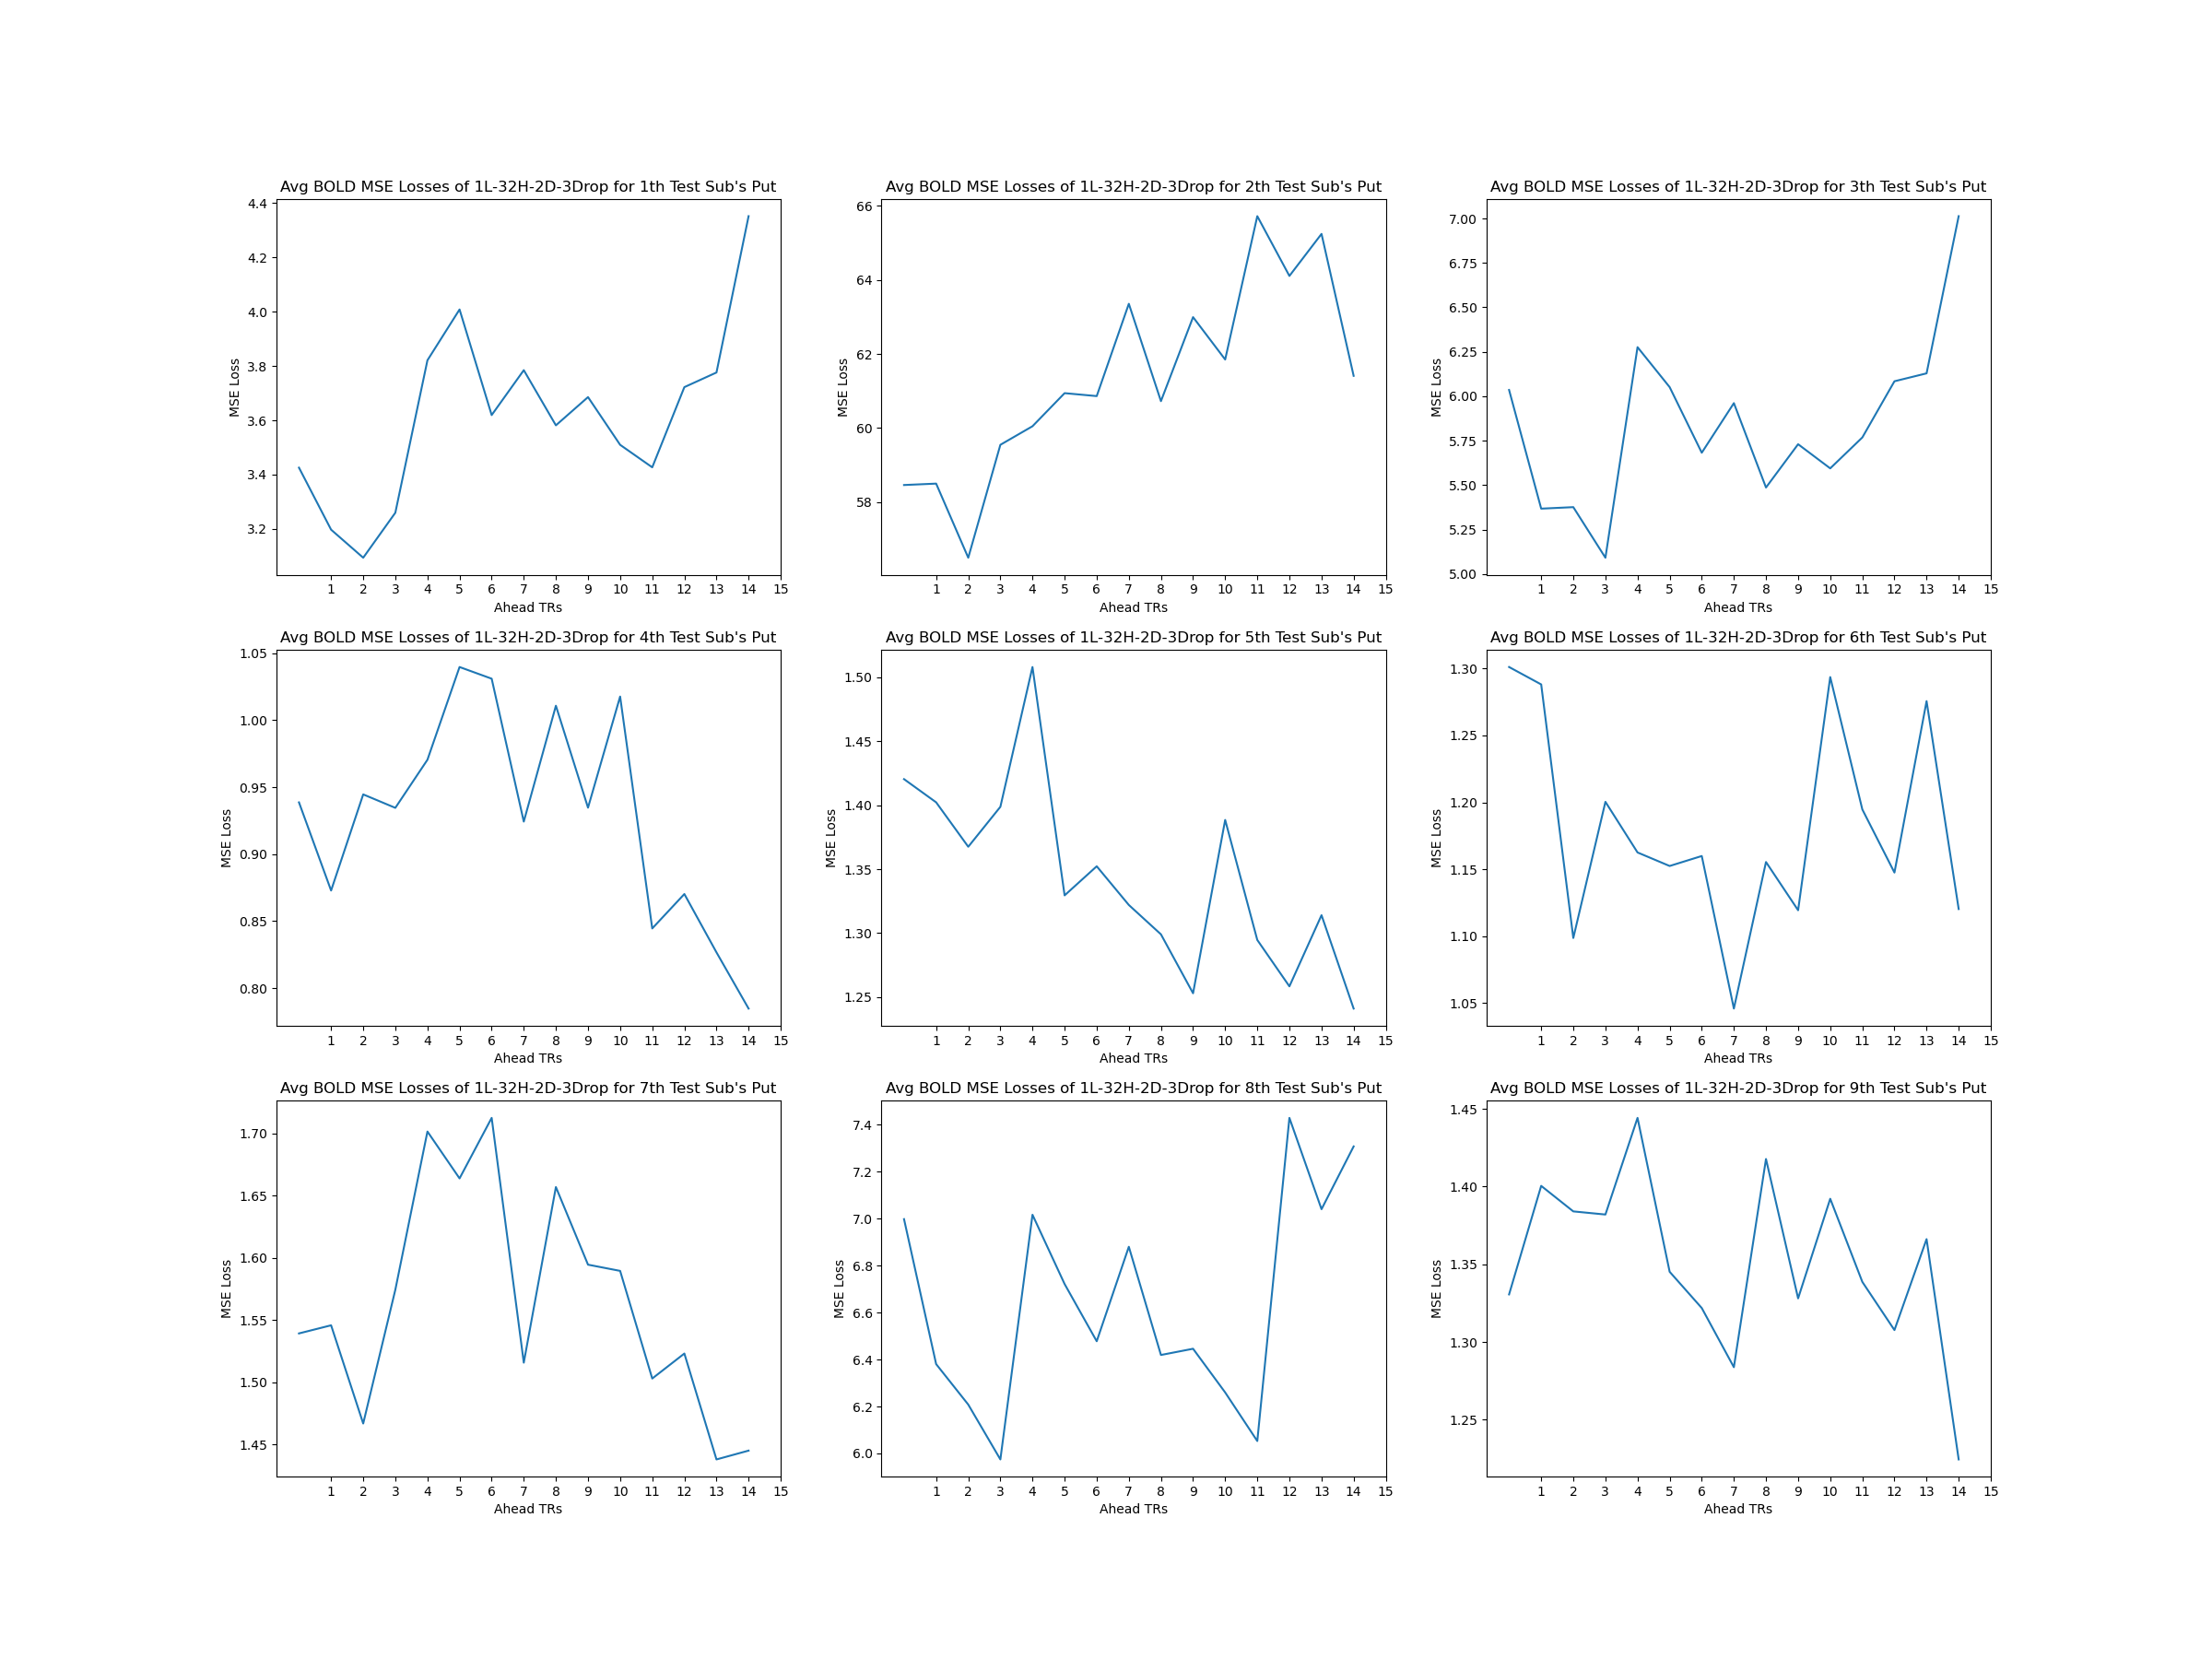 Avg BOLD MSE Losses of 1L-32H-2D-3Drop for 1th Test Sub's Put
4.4
4.2
4.0
3.8
3.6
3.4
3.2
MSE Loss
1 2 3 4 5 6 7 8 9 10 11 12 13 14 15
Ahead TRs
Avg BOLD MSE Losses of 1L-32H-2D-3Drop for 2th Test Sub's Put
66
64
62
60
58
MSE Loss
1 2 3 4 5 6 7 8 9 10 11 12 13 14 15
Ahead TRs
Avg BOLD MSE Losses of 1L-32H-2D-3Drop for 3th Test Sub's Put
7.00
6.75
6.50
6.25
6.00
5.75
5.50
5.25
5.00
MSE Loss
1 2 3 4 5 6 7 8 9 10 11 12 13 14 15
Ahead TRs
Avg BOLD MSE Losses of 1L-32H-2D-3Drop for 4th Test Sub's Put
1.05
1.00
0.95
0.90
0.85
0.80
MSE Loss
1 2 3 4 5 6 7 8 9 10 11 12 13 14 15
Ahead TRs
Avg BOLD MSE Losses of 1L-32H-2D-3Drop for 5th Test Sub's Put
1.50
1.45
1.40
1.35
1.30
1.25
MSE Loss
1 2 3 4 5 6 7 8 9 10 11 12 13 14 15
Ahead TRs
Avg BOLD MSE Losses of 1L-32H-2D-3Drop for 6th Test Sub's Put
1.30
1.25
1.20
1.15
1.10
1.05
MSE Loss
1 2 3 4 5 6 7 8 9 10 11 12 13 14 15
Ahead TRs
Avg BOLD MSE Losses of 1L-32H-2D-3Drop for 7th Test Sub's Put
1.70
1.65
1.60
1.55
1.50
1.45
MSE Loss
1 2 3 4 5 6 7 8 9 10 11 12 13 14 15
Ahead TRs
Avg BOLD MSE Losses of 1L-32H-2D-3Drop for 8th Test Sub's Put
7.4
7.2
7.0
6.8
6.6
6.4
6.2
6.0
MSE Loss
1 2 3 4 5 6 7 8 9 10 11 12 13 14 15
Ahead TRs
Avg BOLD MSE Losses of 1L-32H-2D-3Drop for 9th Test Sub's Put
1.45
1.40
1.35
1.30
1.25
MSE Loss
1 2 3 4 5 6 7 8 9 10 11 12 13 14 15
Ahead TRs